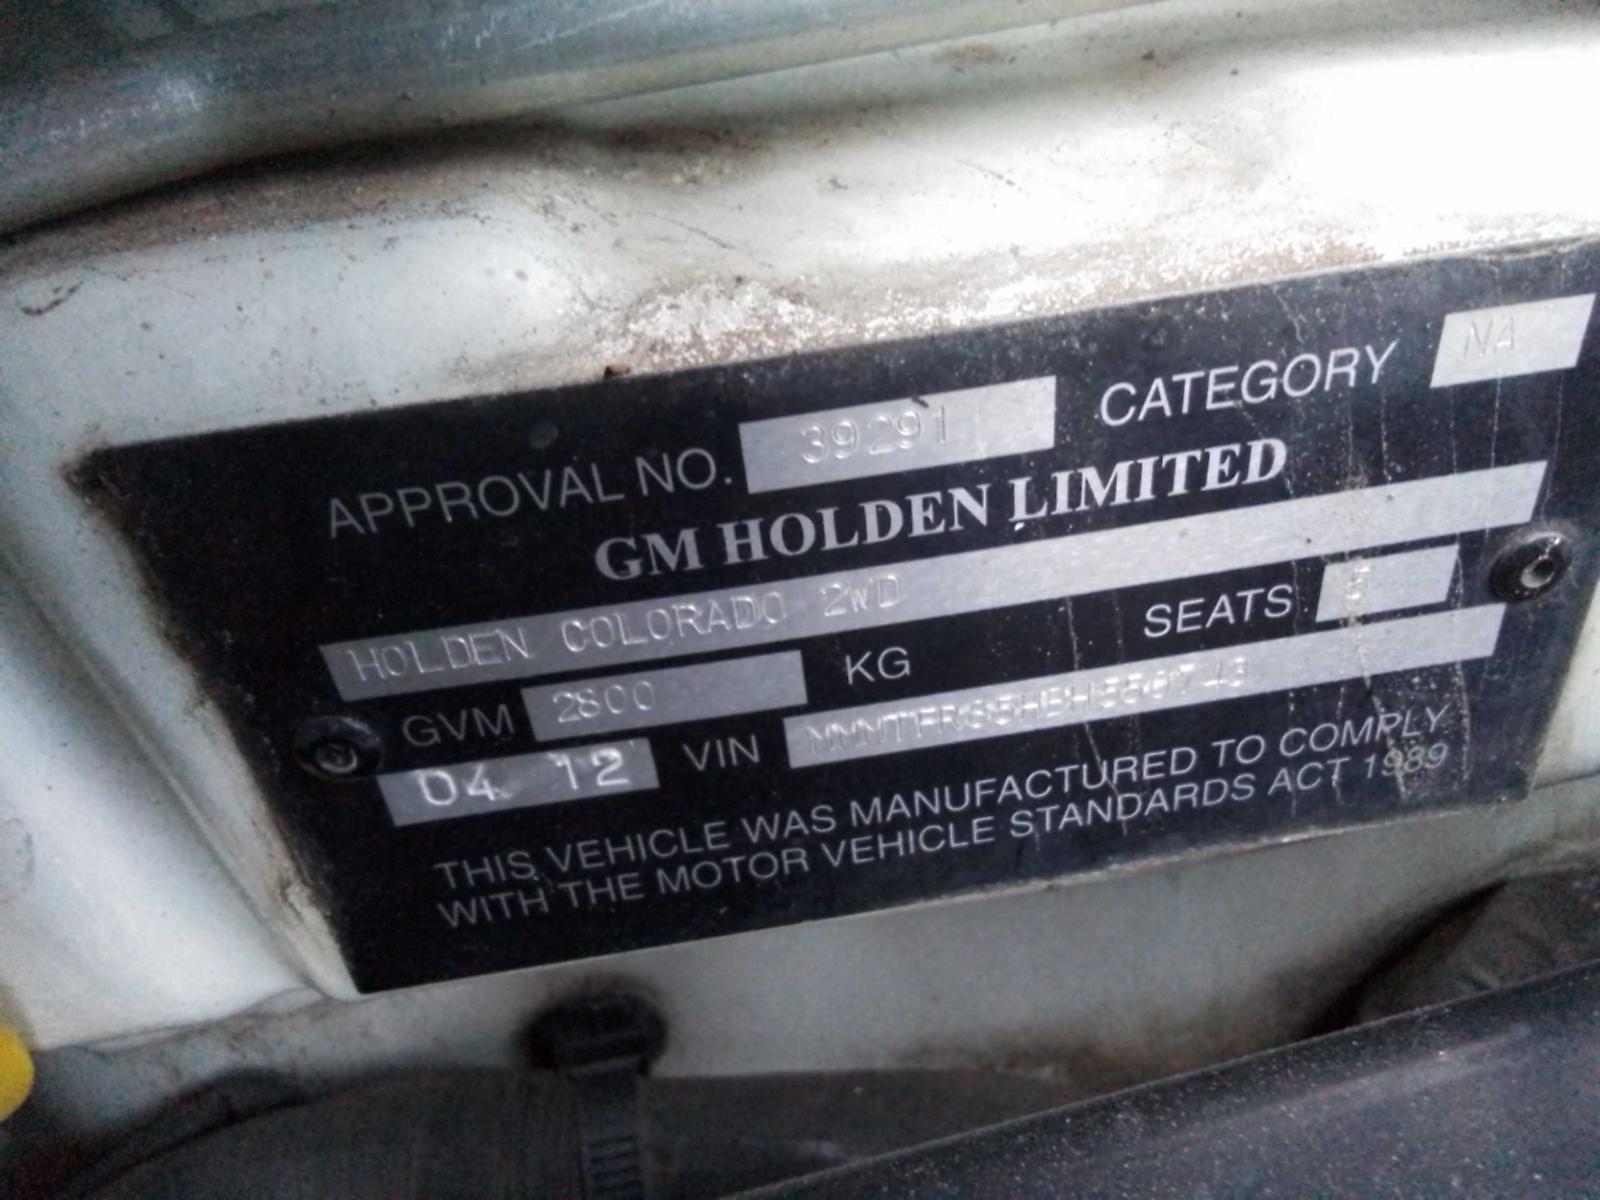 APPROVAL NO. 39291 CATEGORY NA
GM HOLDEN LIMITED
HOLDEN COLORADO 2WD
GVM 2800 KG SEATS 5
04 12 VIN
THIS VEHICLE WAS MANUFACTURED TO COMPLY
WITH THE MOTOR VEHICLE STANDARDS ACT 1989